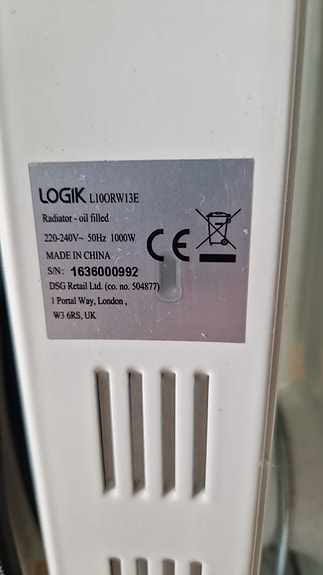 LOGIK L10ORW13E
Radiator - oil filled
220-240V~ 50Hz 1000W
MADE IN CHINA
CE
S/N: 1636000992
DSG Retail Ltd. (co. no. 504877)
1 Portal Way, London ,
W3 6RS, UK